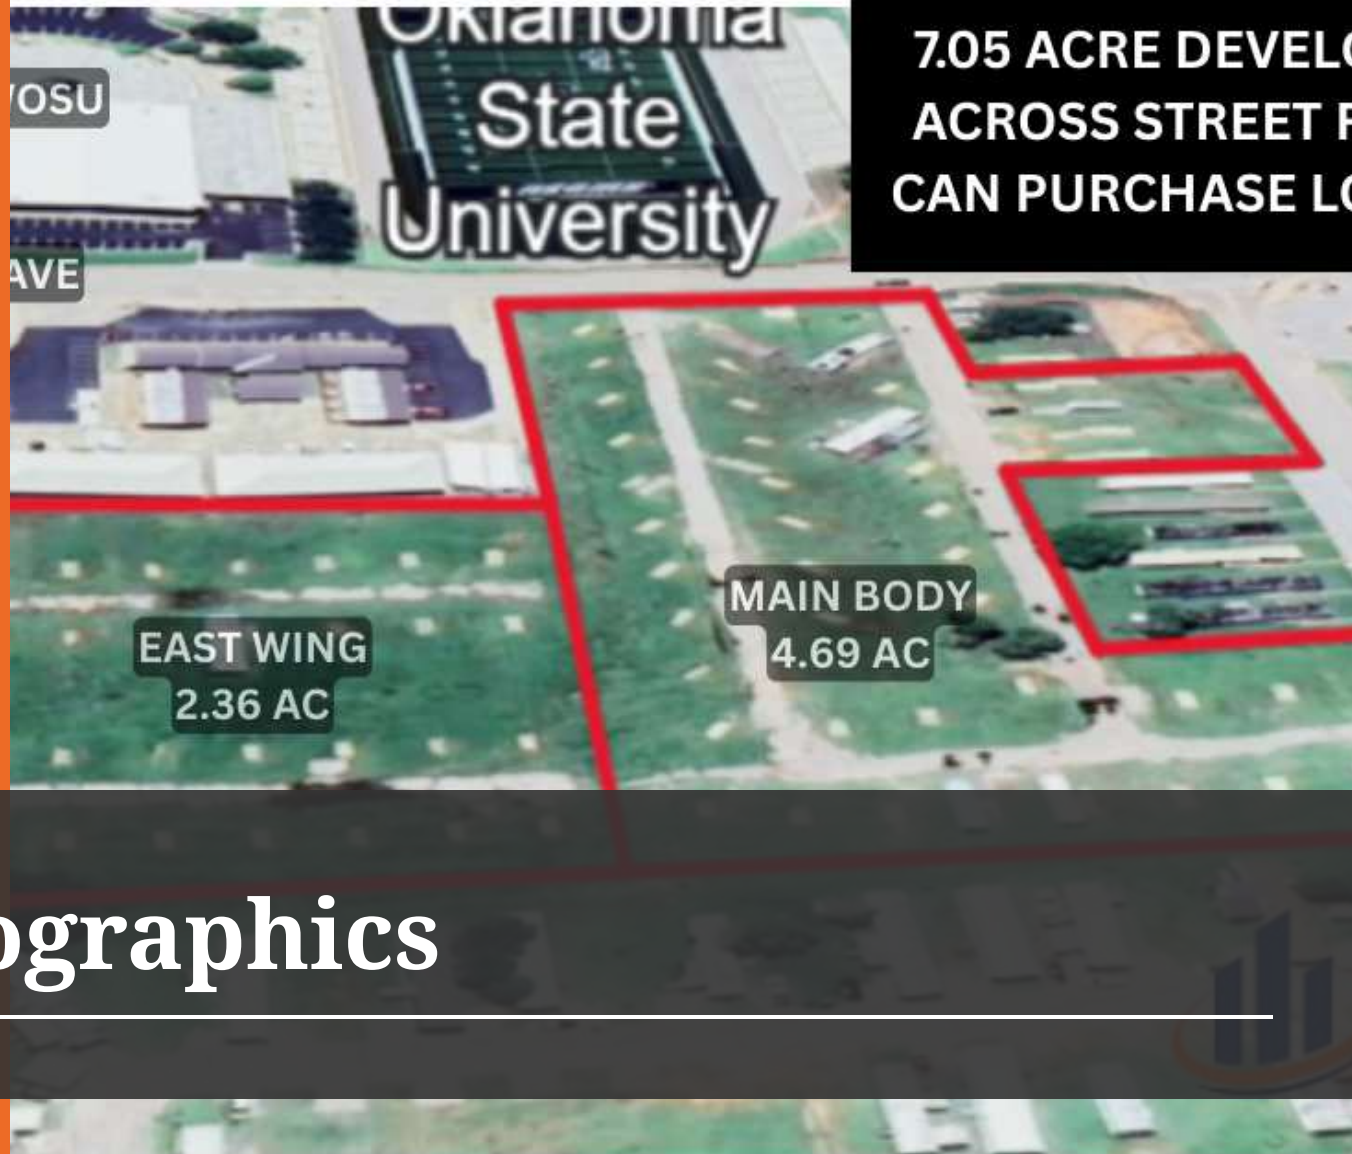 Oklahoma
State
University
7.05 ACRE DEVELO
ACROSS STREET F
CAN PURCHASE LO
/OSU
AVE
MAIN BODY
4.69 AC
EAST WING
2.36 AC
ographics